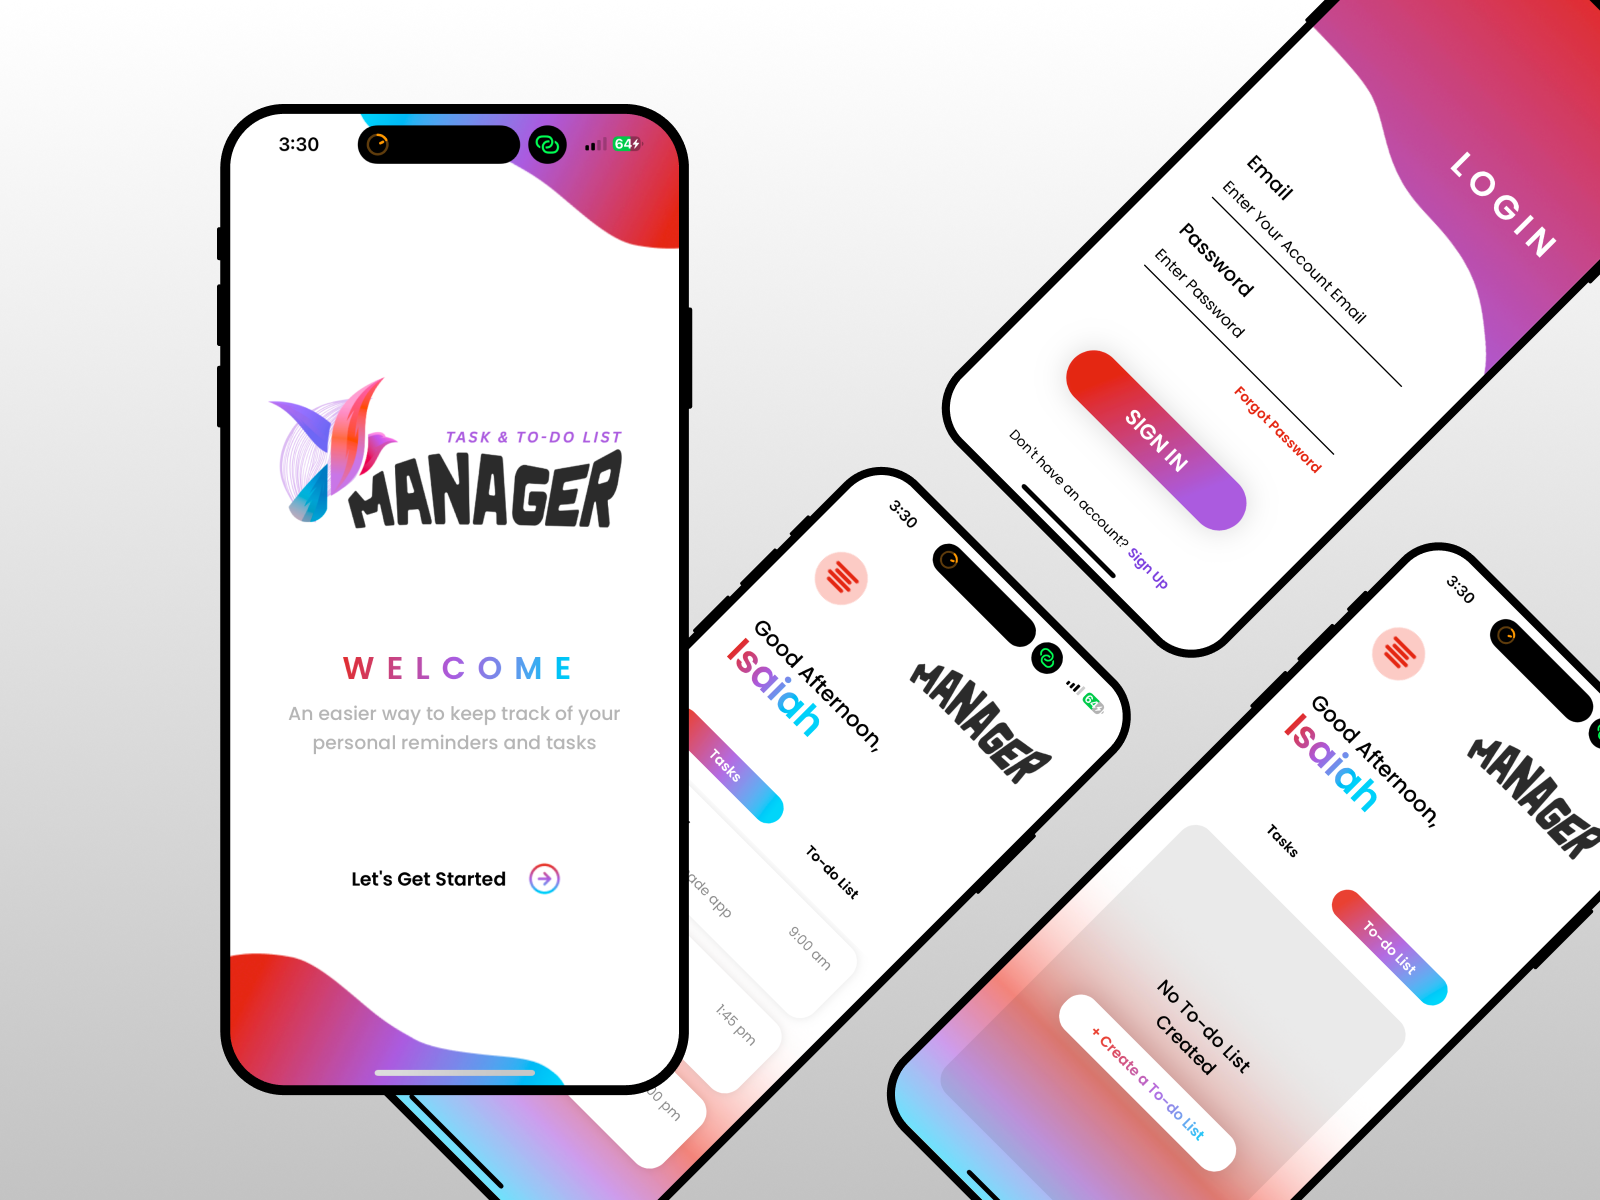 3:30
64
TASK & TO-DO LIST
MANAGER
WELCOME
An easier way to keep track of your
personal reminders and tasks
Let's Get Started
LOGIN
Email
Enter Your Account Email
Password
Enter Password
Forgot Password
SIGN IN
Don't have an account? Sign Up
3:30
64
MANAGER
Good Afternoon,
Isaiah
Tasks
To-do List
app
9:00 am
1:45 pm
pm
3:30
MANAGER
Good Afternoon,
Isaiah
Tasks
To-do List
No To-do List
Created
+ Create a To-do List